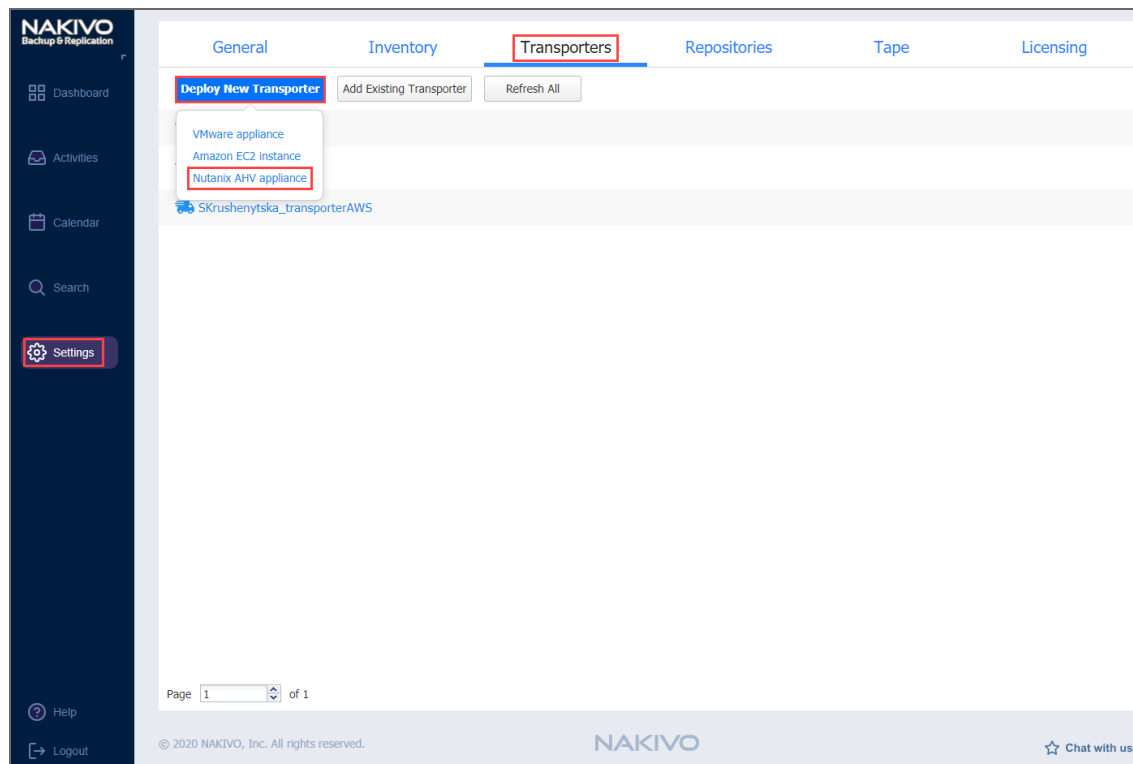 NAKIVO
Backup & Replication
General Inventory Transporters Repositories Tape Licensing
Dashboard
Deploy New Transporter Add Existing Transporter Refresh All
VMware appliance
Activities
Amazon EC2 instance
Nutanix AHV appliance
SKrushenytska_transporterAWS
Calendar
Search
Settings
Page 1 of 1
Help
© 2020 NAKIVO, Inc. All rights reserved. NAKIVO Chat with us
Logout